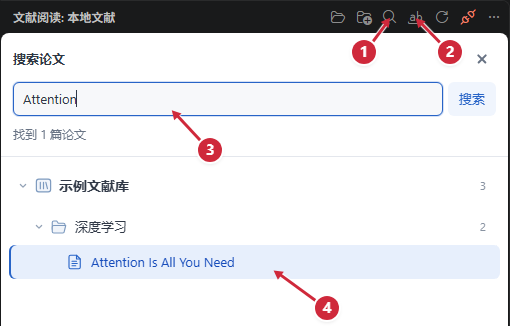 文献阅读: 本地文献
ab
1
2
搜索论文
Attention
搜索
3
找到 1 篇论文
示例文献库 3
深度学习 2
Attention Is All You Need
4